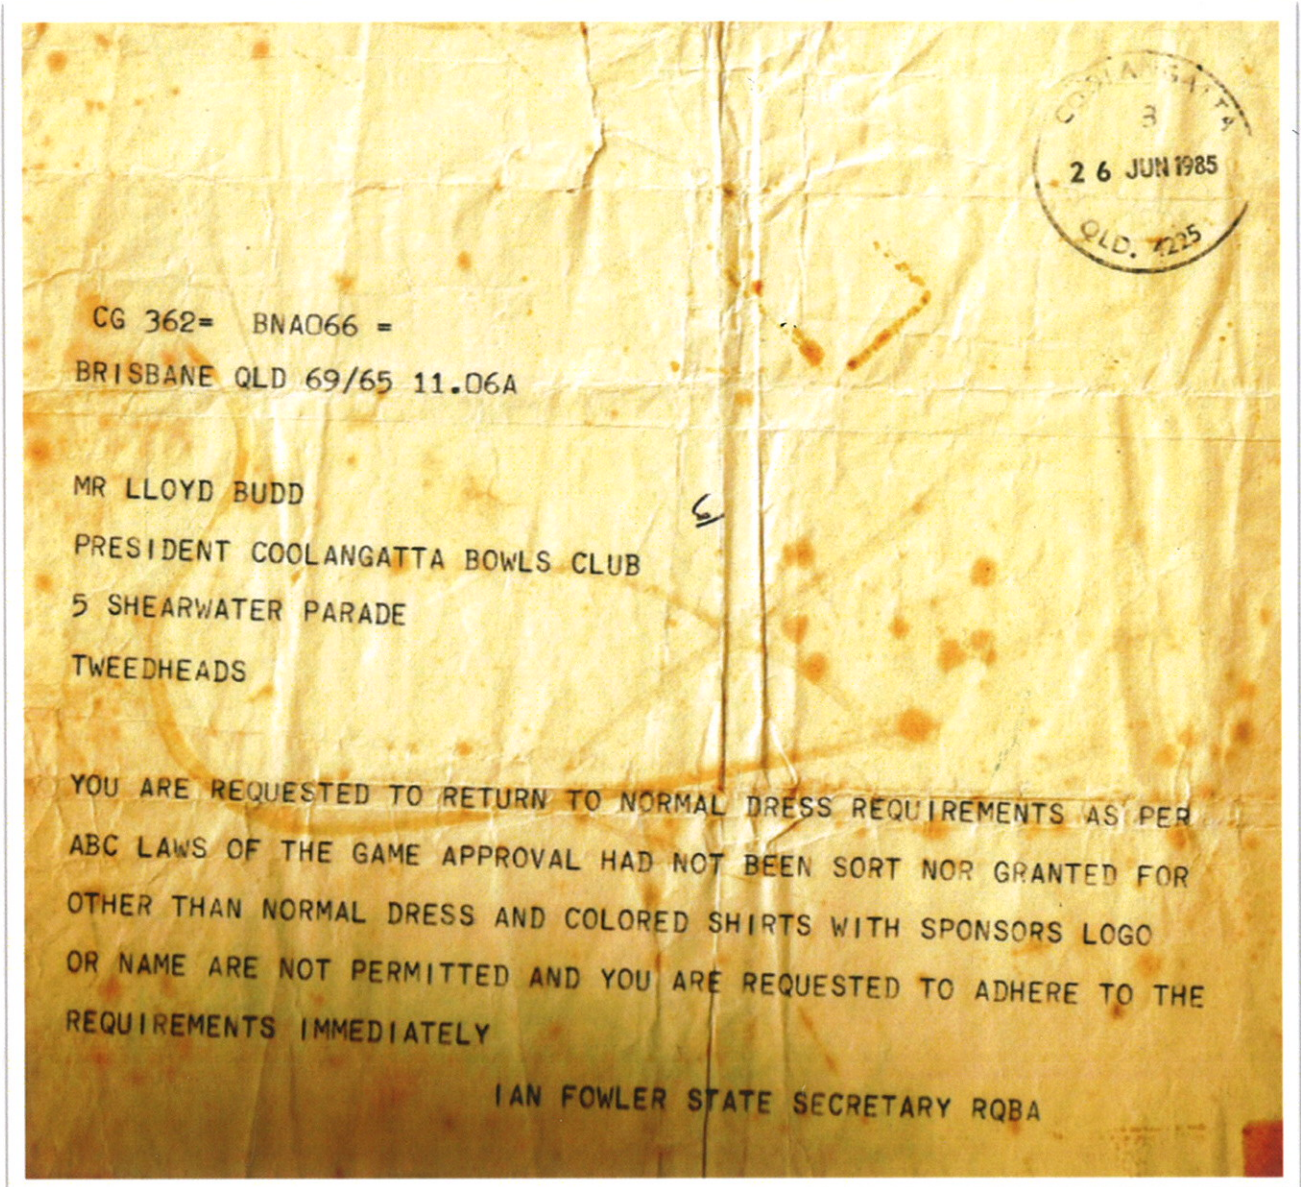 COOLANGATTA
3
26 JUN 1985
QLD. 4225
CG 362= BNA066 =
BRISBANE QLD 69/65 11.06A
MR LLOYD BUDD
PRESIDENT COOLANGATTA BOWLS CLUB
5 SHEARWATER PARADE
TWEEDHEADS
YOU ARE REQUESTED TO RETURN TO NORMAL DRESS REQUIREMENTS AS PER
ABC LAWS OF THE GAME APPROVAL HAD NOT BEEN SORT NOR GRANTED FOR
OTHER THAN NORMAL DRESS AND COLORED SHIRTS WITH SPONSORS LOGO
OR NAME ARE NOT PERMITTED AND YOU ARE REQUESTED TO ADHERE TO THE
REQUIREMENTS IMMEDIATELY
IAN FOWLER STATE SECRETARY RQBA